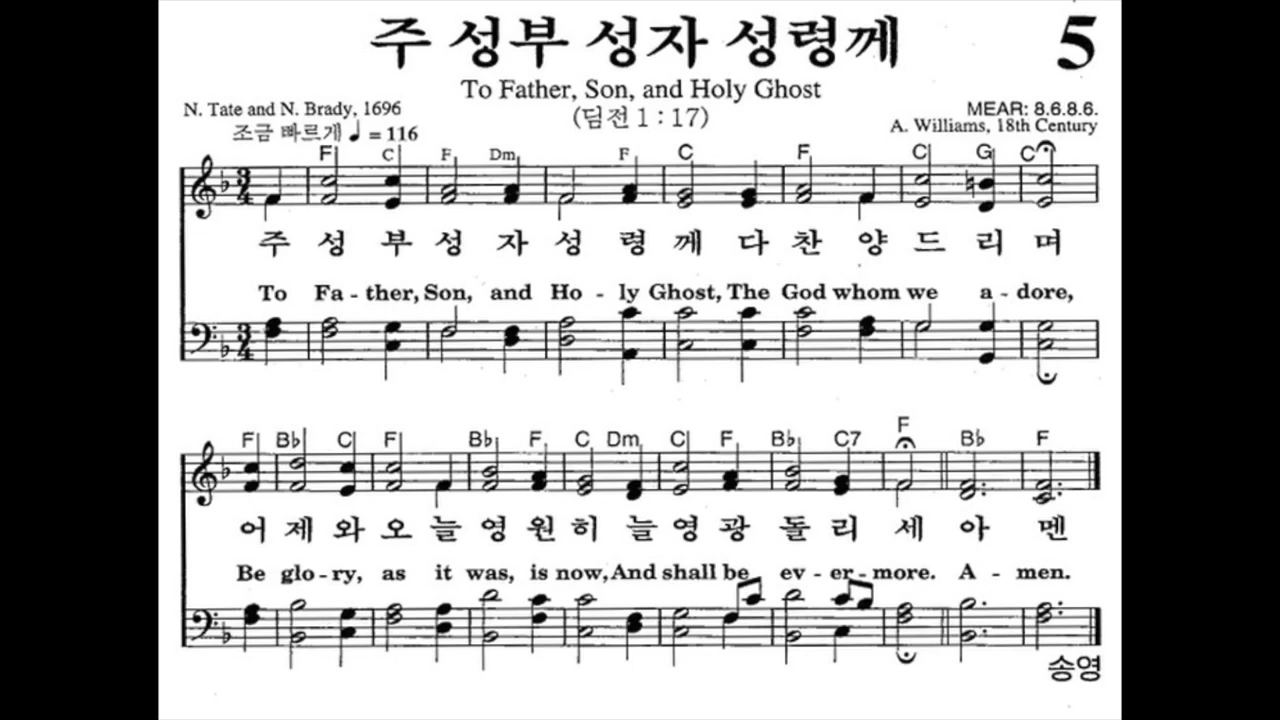 주 성부 성자 성령께
5
To Father, Son, and Holy Ghost
N. Tate and N. Brady, 1696
(딤전 1 : 17)
MEAR: 8.6.8.6.
조금 빠르게 ♩ = 116
A. Williams, 18th Century
F C F Dm F C F C G C
주 성 부 성 자 성 령 께 다 찬 양 드 리 며
To Fa - ther, Son, and Ho - ly Ghost, The God whom we a - dore,
F B♭ C F B♭ F C Dm C F B♭ C7 F B♭ F
어 제 와 오 늘 영 원 히 늘 영 광 돌 리 세 아 멘
Be glo - ry, as it was, is now, And shall be ev - er - more. A - men.
송영